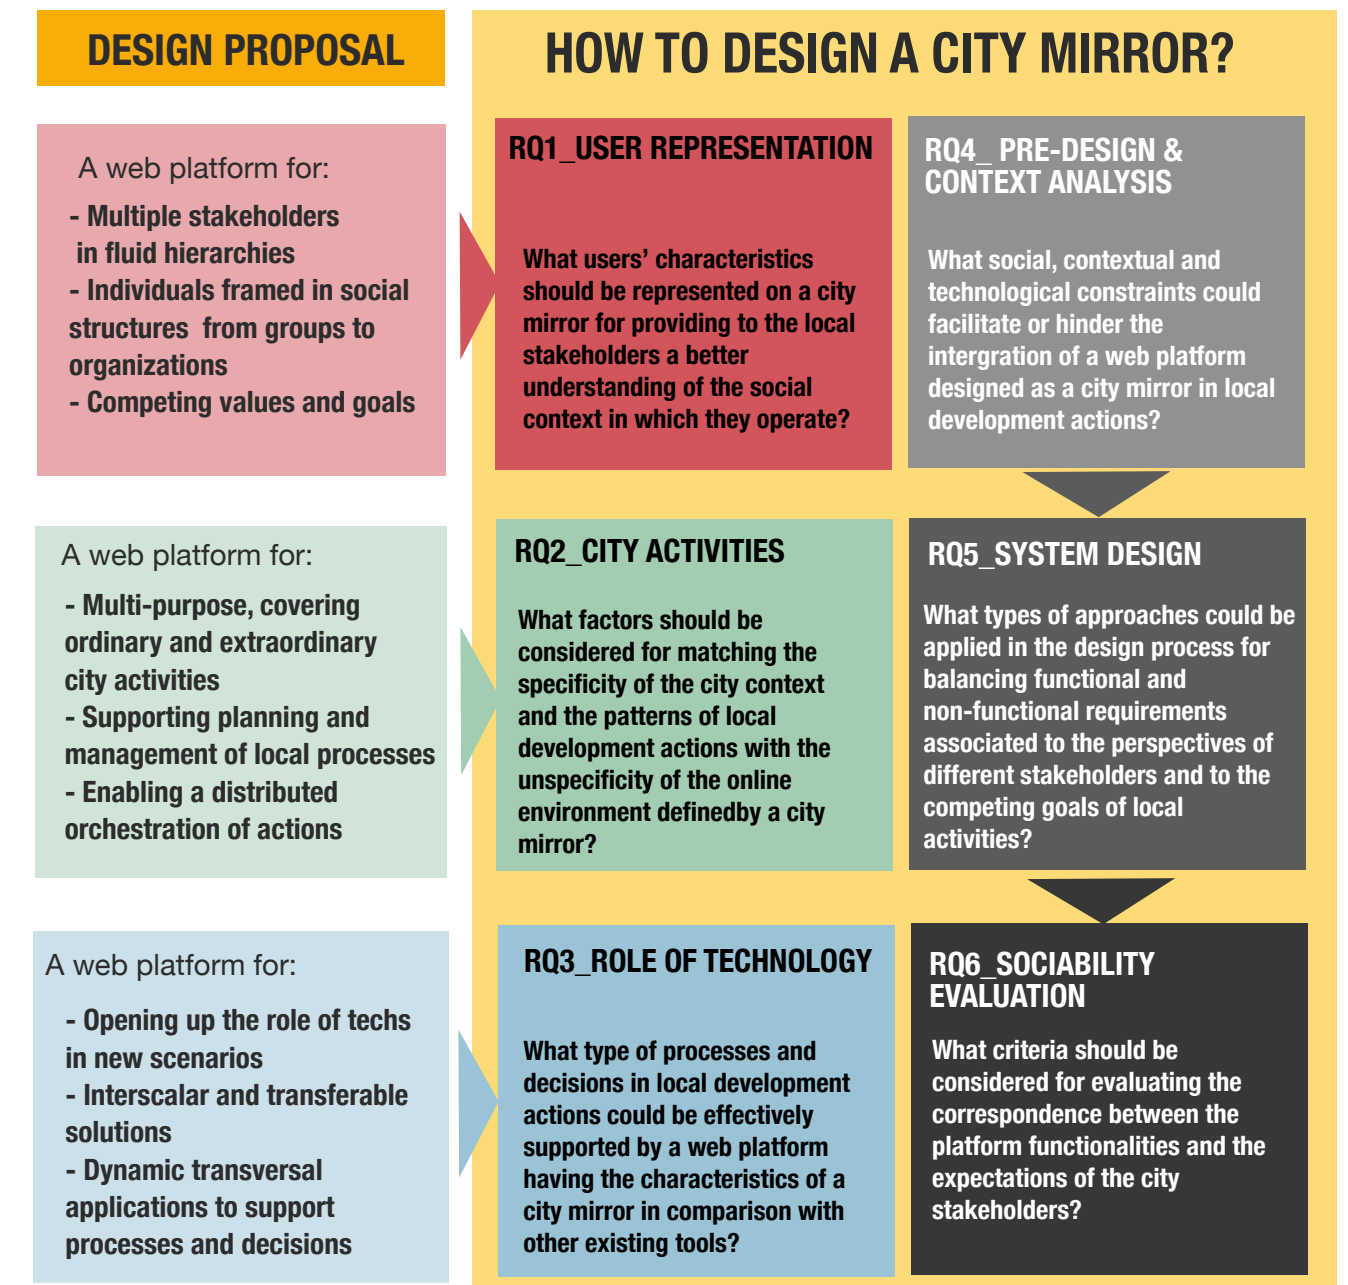 DESIGN PROPOSAL
HOW TO DESIGN A CITY MIRROR?
A web platform for:
- Multiple stakeholders
in fluid hierarchies
- Individuals framed in social
structures from groups to
organizations
- Competing values and goals
RQ1_USER REPRESENTATION
What users’ characteristics
should be represented on a city
mirror for providing to the local
stakeholders a better
understanding of the social
context in which they operate?
RQ4_ PRE-DESIGN &
CONTEXT ANALYSIS
What social, contextual and
technological constraints could
facilitate or hinder the
intergration of a web platform
designed as a city mirror in local
development actions?
A web platform for:
- Multi-purpose, covering
ordinary and extraordinary
city activities
- Supporting planning and
management of local processes
- Enabling a distributed
orchestration of actions
RQ2_CITY ACTIVITIES
What factors should be
considered for matching the
specificity of the city context
and the patterns of local
development actions with the
unspecificity of the online
environment definedby a city
mirror?
RQ5_SYSTEM DESIGN
What types of approaches could be
applied in the design process for
balancing functional and
non-functional requirements
associated to the perspectives of
different stakeholders and to the
competing goals of local
activities?
A web platform for:
- Opening up the role of techs
in new scenarios
- Interscalar and transferable
solutions
- Dynamic transversal
applications to support
processes and decisions
RQ3_ROLE OF TECHNOLOGY
What type of processes and
decisions in local development
actions could be effectively
supported by a web platform
having the characteristics of a
city mirror in comparison with
other existing tools?
RQ6_SOCIABILITY
EVALUATION
What criteria should be
considered for evaluating the
correspondence between the
platform functionalities and the
expectations of the city
stakeholders?